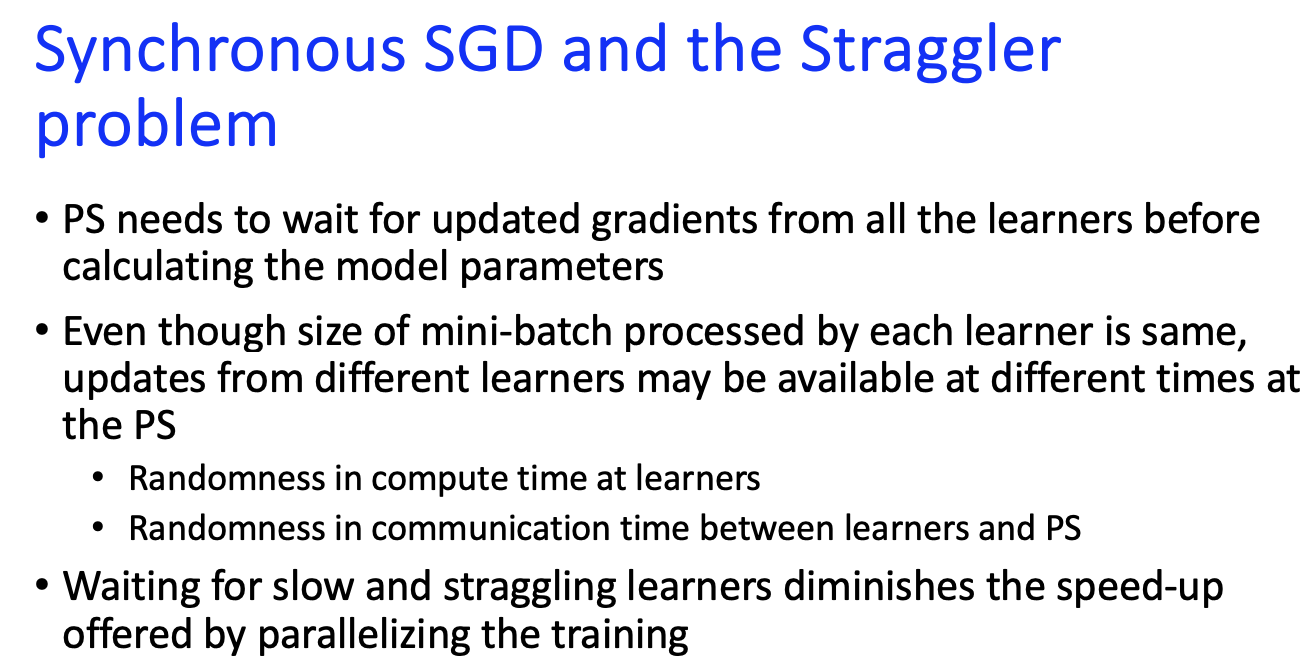 Synchronous SGD and the Straggler
problem
• PS needs to wait for updated gradients from all the learners before
calculating the model parameters
• Even though size of mini-batch processed by each learner is same,
updates from different learners may be available at different times at
the PS
• Randomness in compute time at learners
• Randomness in communication time between learners and PS
• Waiting for slow and straggling learners diminishes the speed-up
offered by parallelizing the training